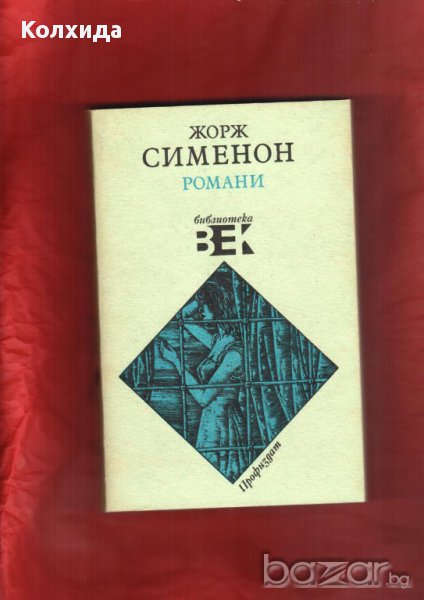 Колхида
ЖОРЖ
СИМЕНОН
РОМАНИ
библиотека
ВЕК
Профиздат
bazar.bg